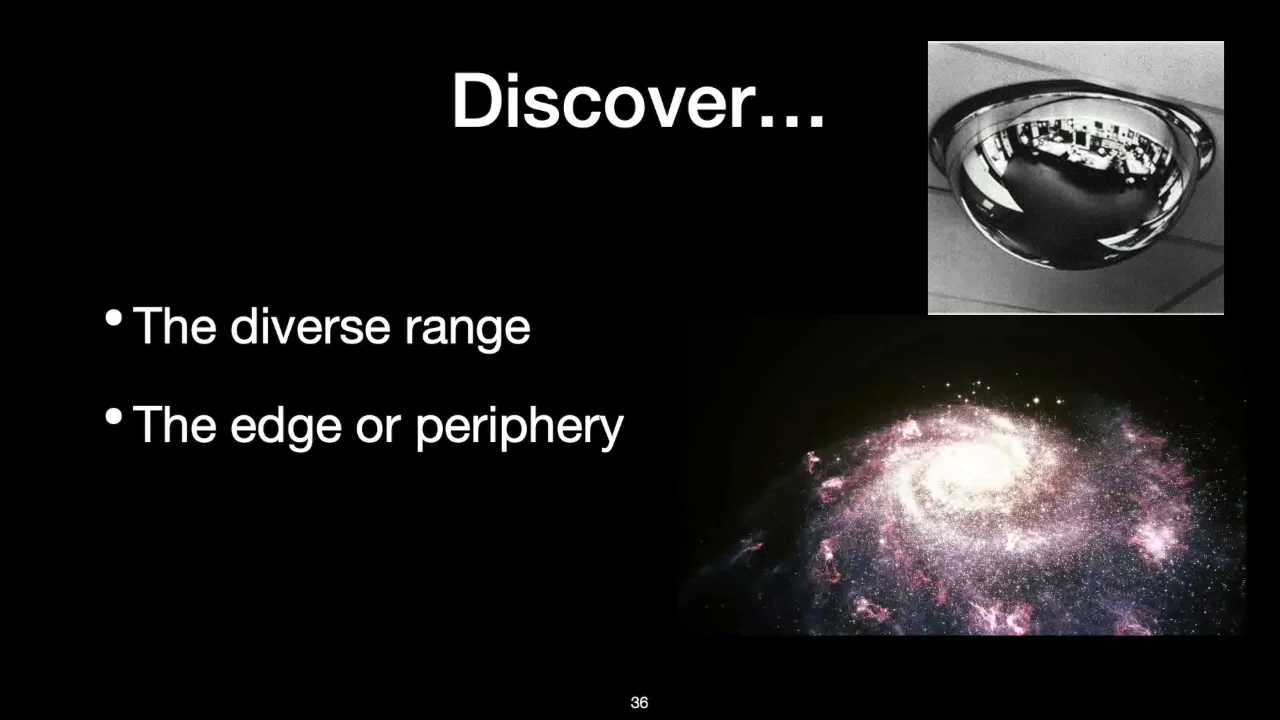 Discover…
• The diverse range
• The edge or periphery
36